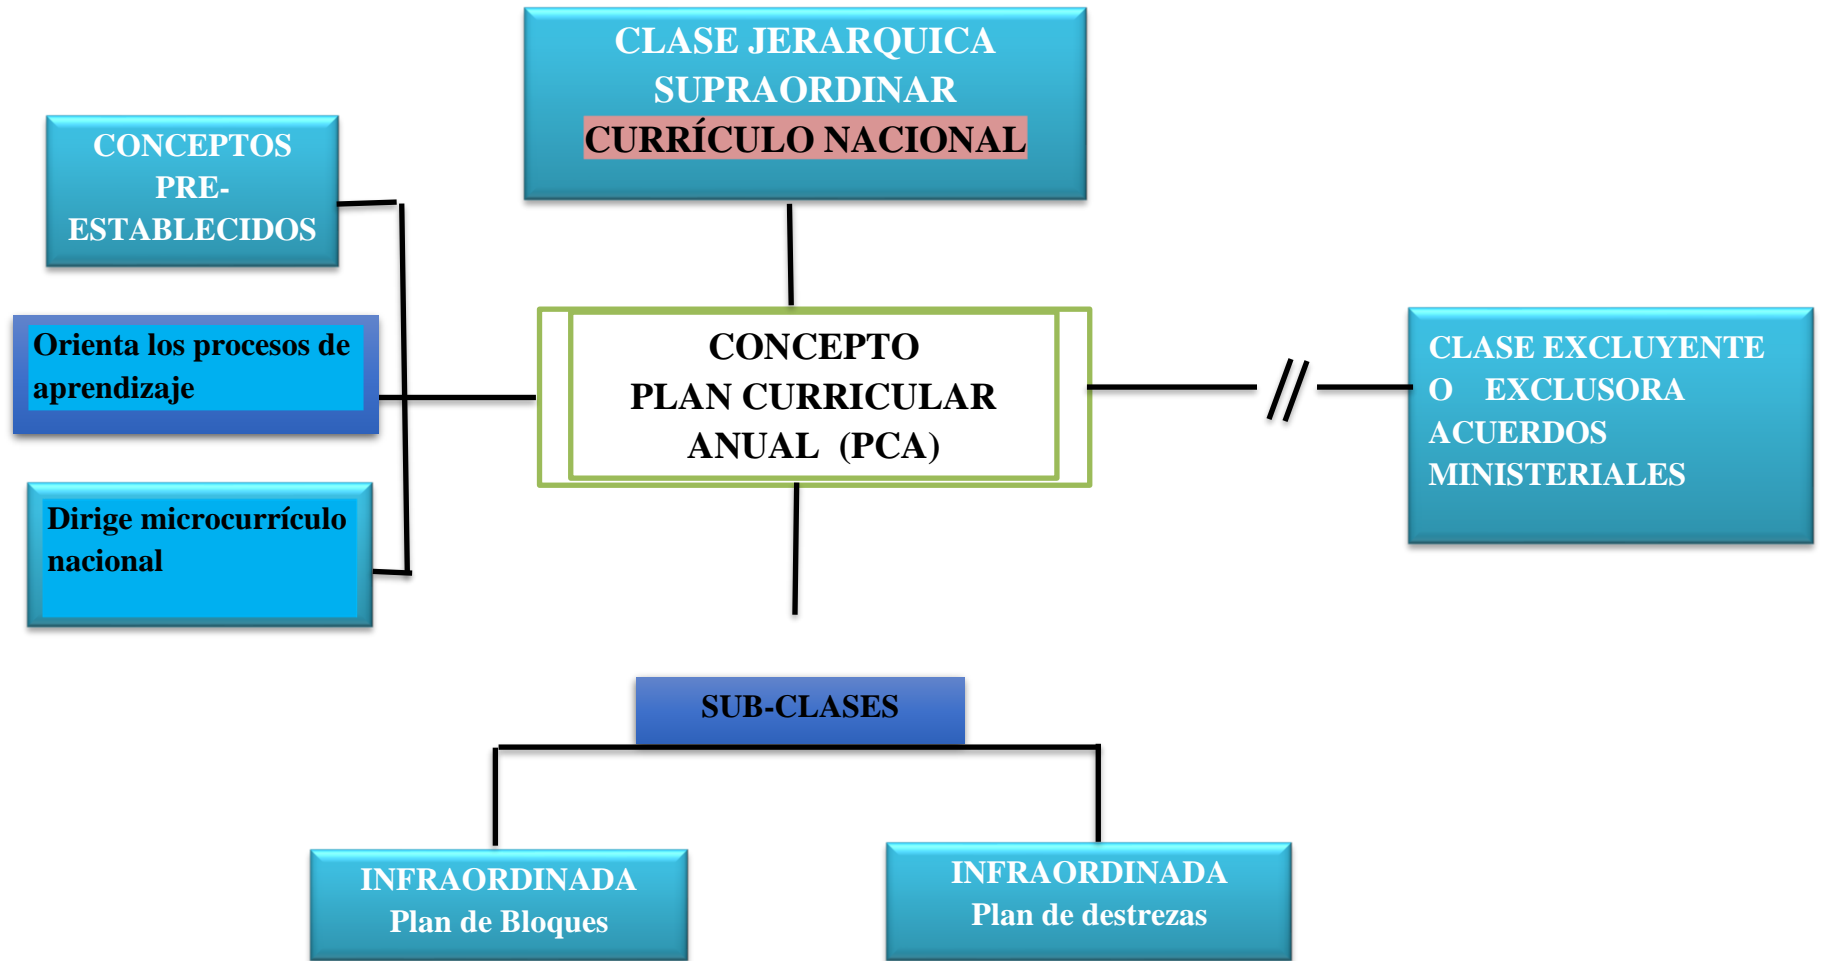 CLASE JERARQUICA
SUPRAORDINAR
CURRÍCULO NACIONAL
CONCEPTOS
PRE-
ESTABLECIDOS
Orienta los procesos de
aprendizaje
Dirige microcurrículo
nacional
CONCEPTO
PLAN CURRICULAR
ANUAL (PCA)
CLASE EXCLUYENTE
O EXCLUSORA
ACUERDOS
MINISTERIALES
SUB-CLASES
INFRAORDINADA
Plan de Bloques
INFRAORDINADA
Plan de destrezas